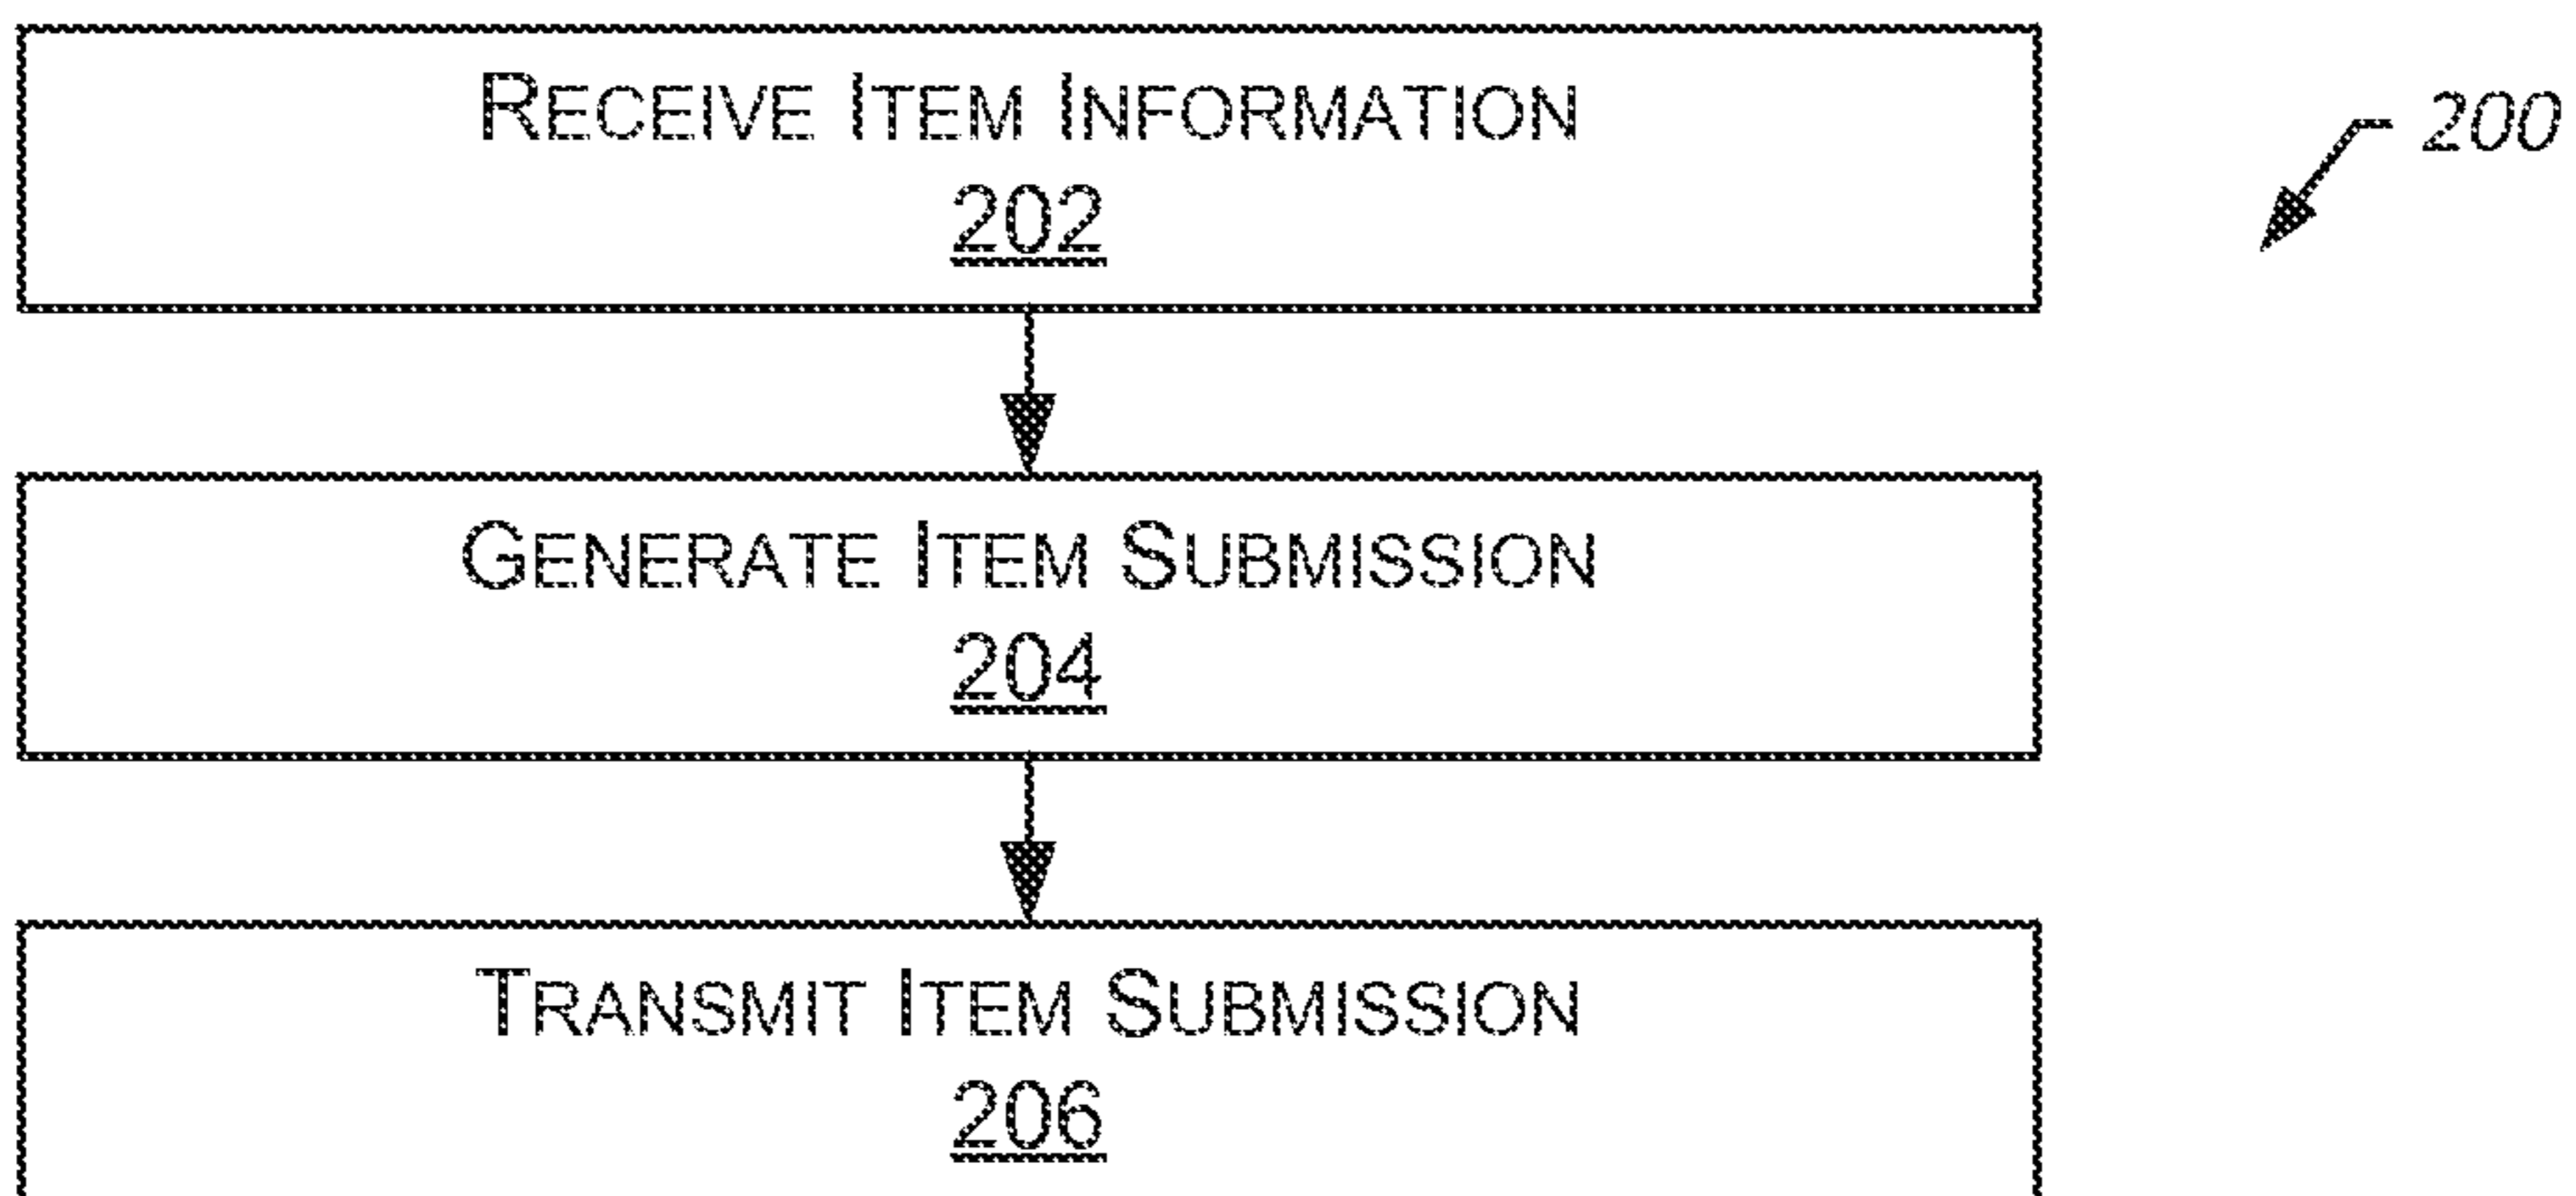 RECEIVE ITEM INFORMATION
202
200
GENERATE ITEM SUBMISSION
204
TRANSMIT ITEM SUBMISSION
206